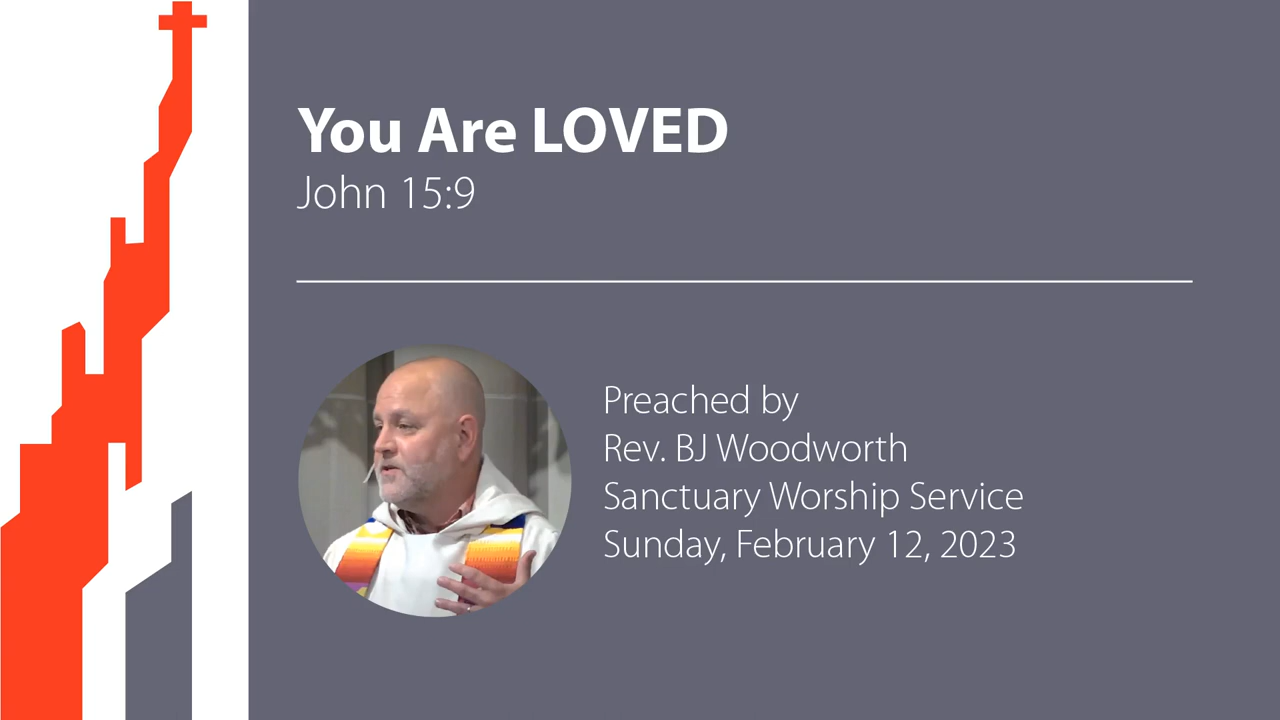 You Are LOVED
John 15:9
Preached by
Rev. BJ Woodworth
Sanctuary Worship Service
Sunday, February 12, 2023